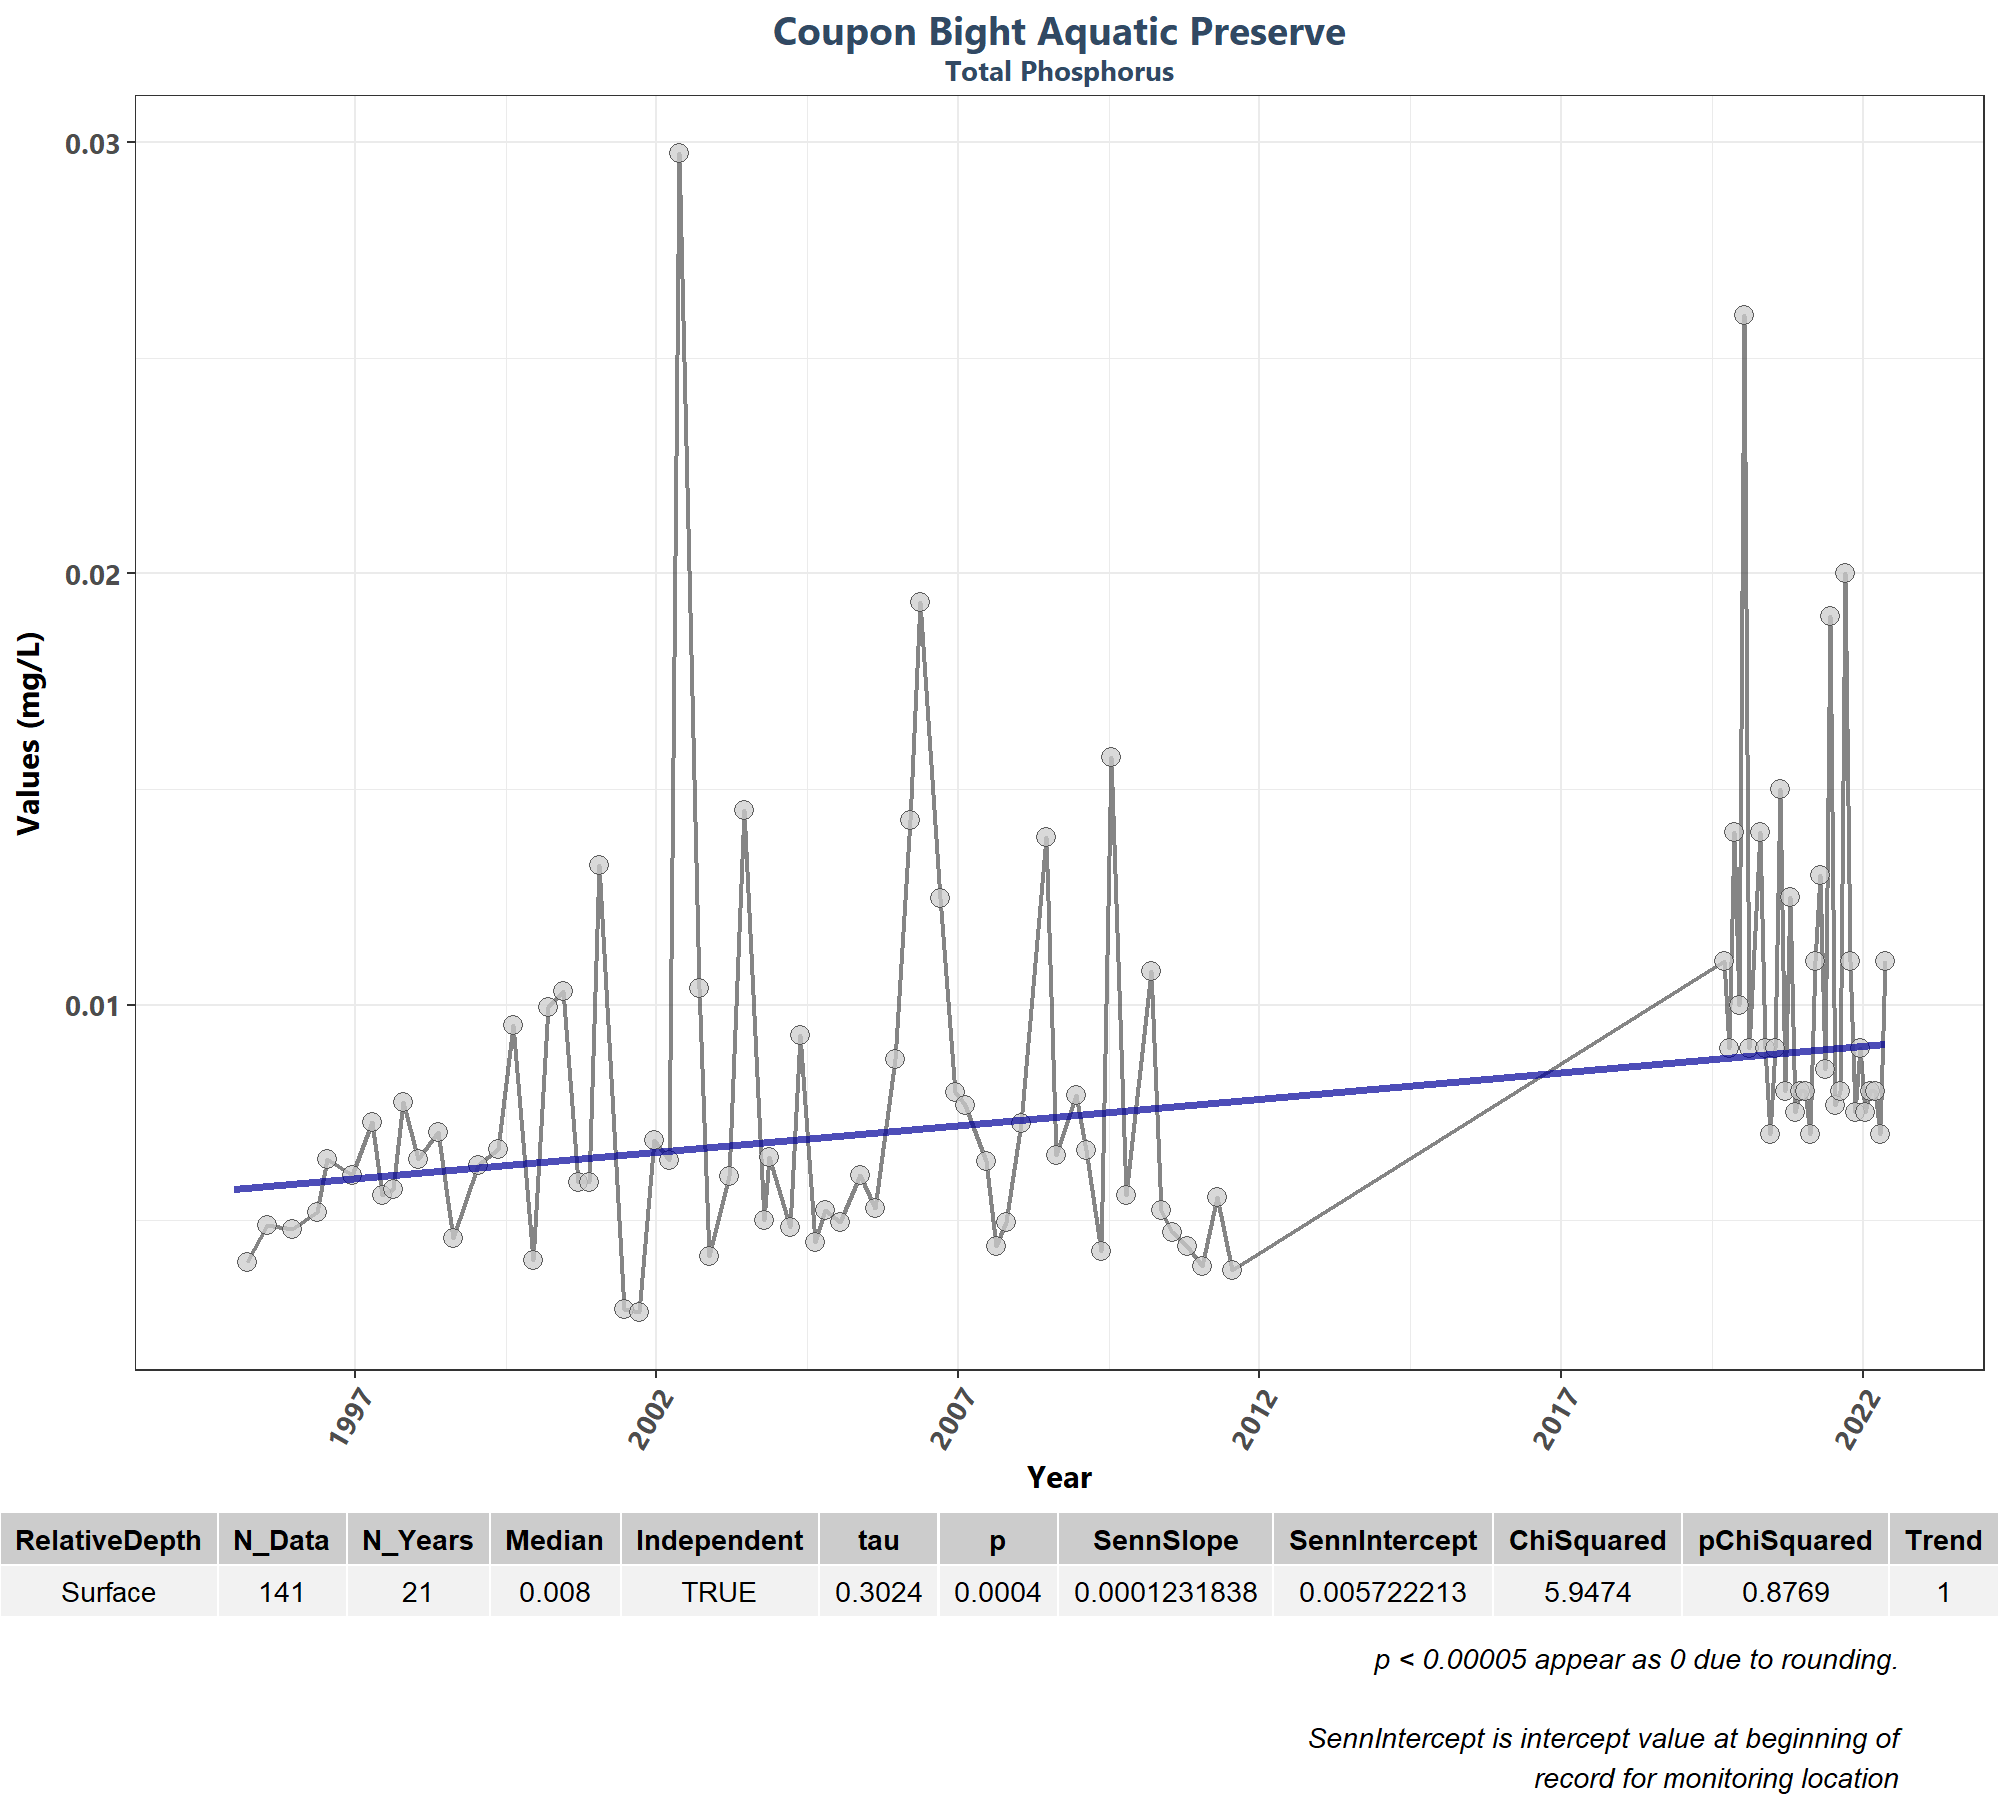 Coupon Bight Aquatic Preserve
Total Phosphorus
0.03
0.02
0.01
Values (mg/L)
1997
2002
2007
2012
2017
2022
Year
RelativeDepth N_Data N_Years Median Independent tau p SennSlope SennIntercept ChiSquared pChiSquared Trend
Surface 141 21 0.008 TRUE 0.3024 0.0004 0.0001231838 0.005722213 5.9474 0.8769 1
p < 0.00005 appear as 0 due to rounding.
SennIntercept is intercept value at beginning of
record for monitoring location